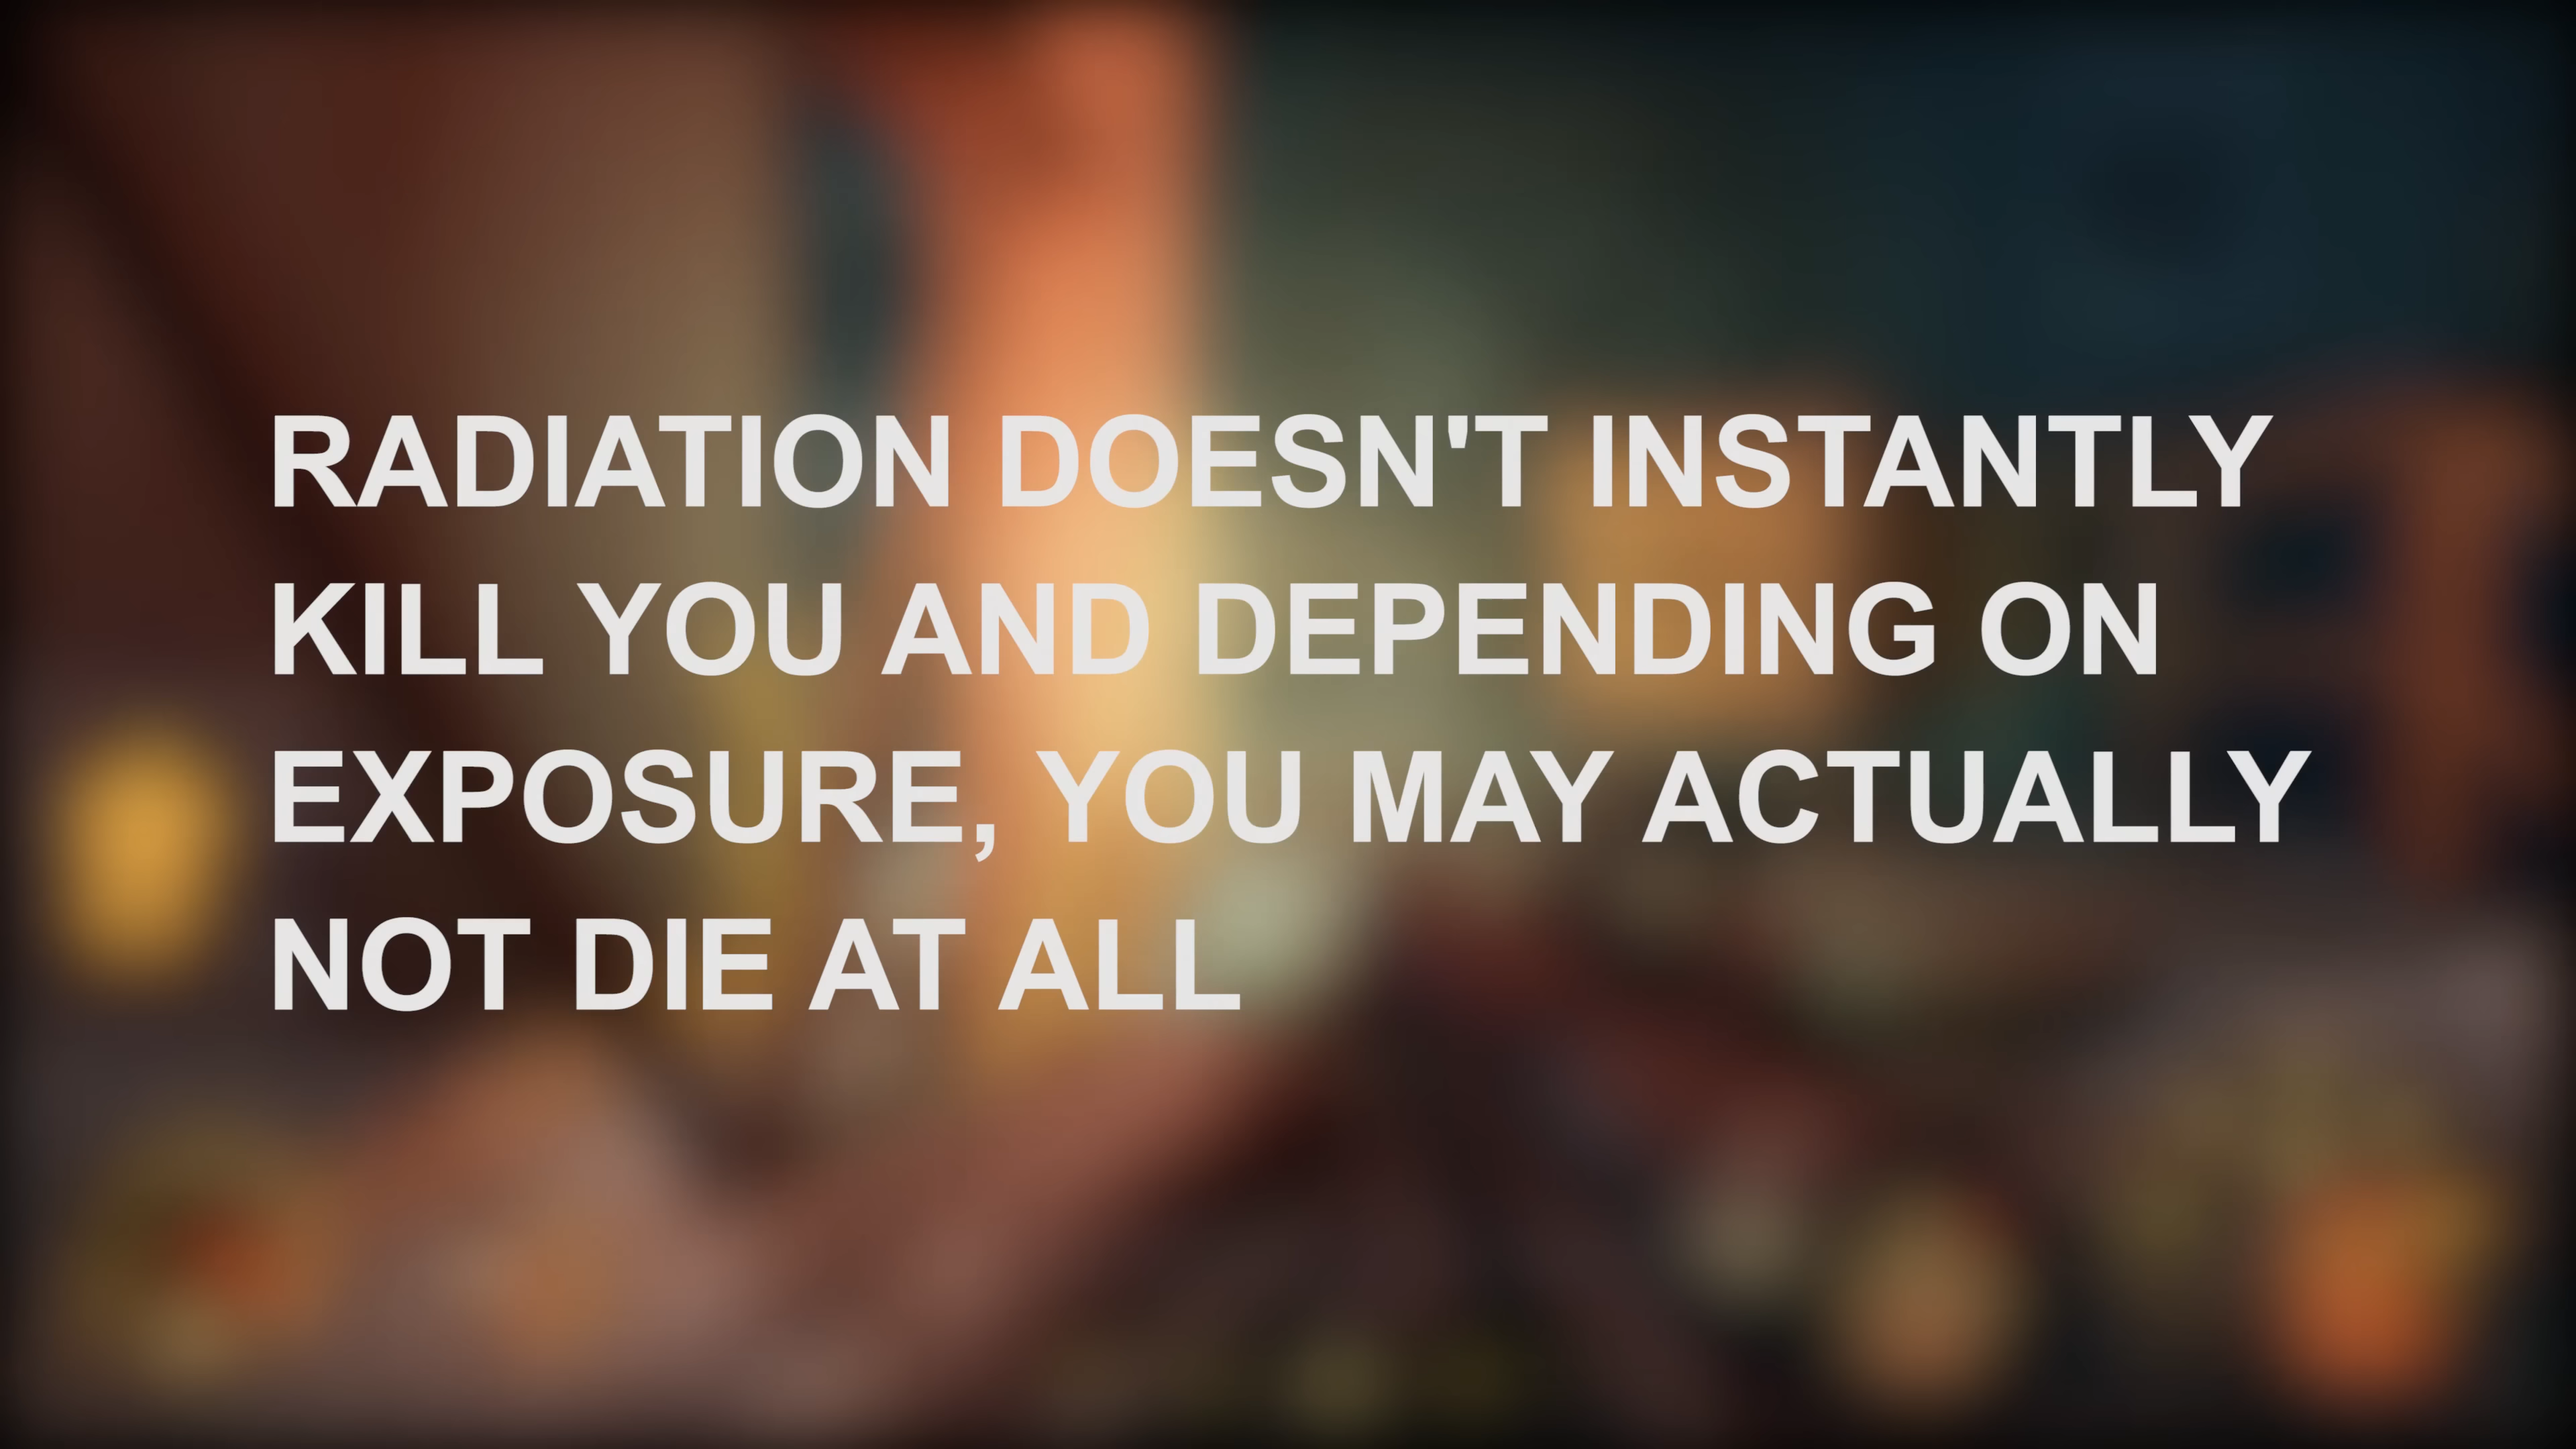 RADIATION DOESN'T INSTANTLY
KILL YOU AND DEPENDING ON
EXPOSURE, YOU MAY ACTUALLY
NOT DIE AT ALL